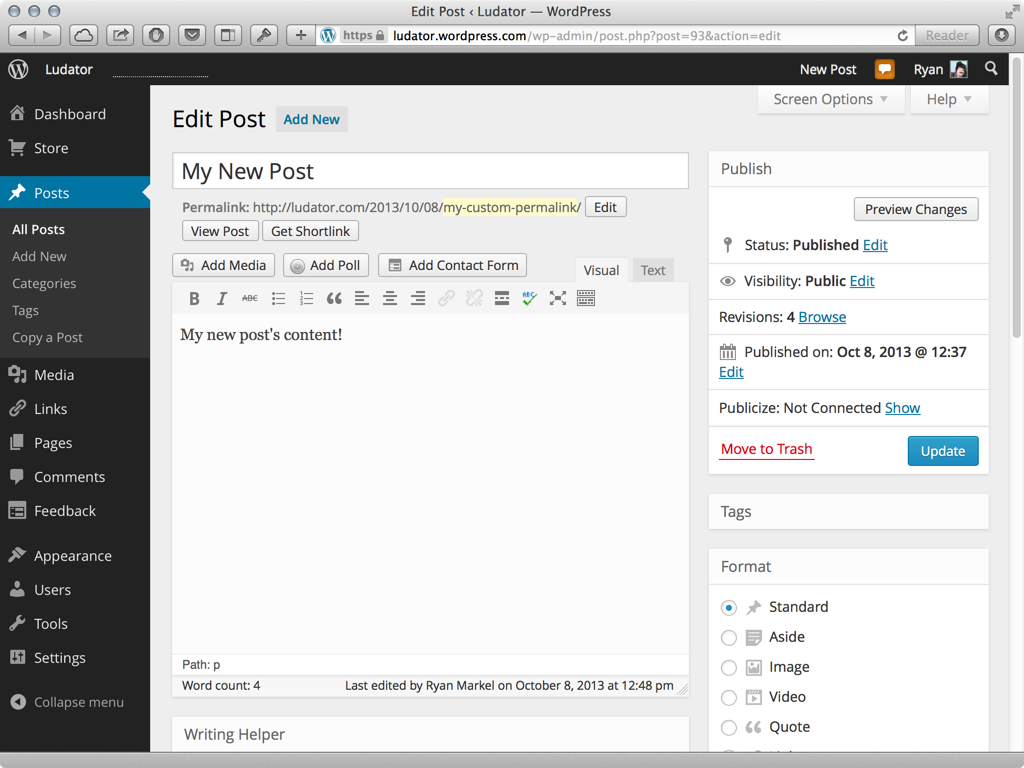 Edit Post ‹ Ludator — WordPress
https ludator.wordpress.com/wp-admin/post.php?post=93&action=edit Reader
Ludator New Post Ryan
Screen Options Help
Edit Post Add New
Dashboard
Store
Posts
All Posts
Add New
Categories
Tags
Copy a Post
Media
Links
Pages
Comments
Feedback
Appearance
Users
Tools
Settings
Collapse menu
My New Post
Permalink: http://ludator.com/2013/10/08/my-custom-permalink/ Edit
View Post Get Shortlink
Add Media Add Poll Add Contact Form Visual Text
B I ABC ABC
My new post's content!
Path: p
Word count: 4 Last edited by Ryan Markel on October 8, 2013 at 12:48 pm
Writing Helper
Publish
Preview Changes
Status: Published Edit
Visibility: Public Edit
Revisions: 4 Browse
Published on: Oct 8, 2013 @ 12:37
Edit
Publicize: Not Connected Show
Move to Trash Update
Tags
Format
Standard
Aside
Image
Video
Quote